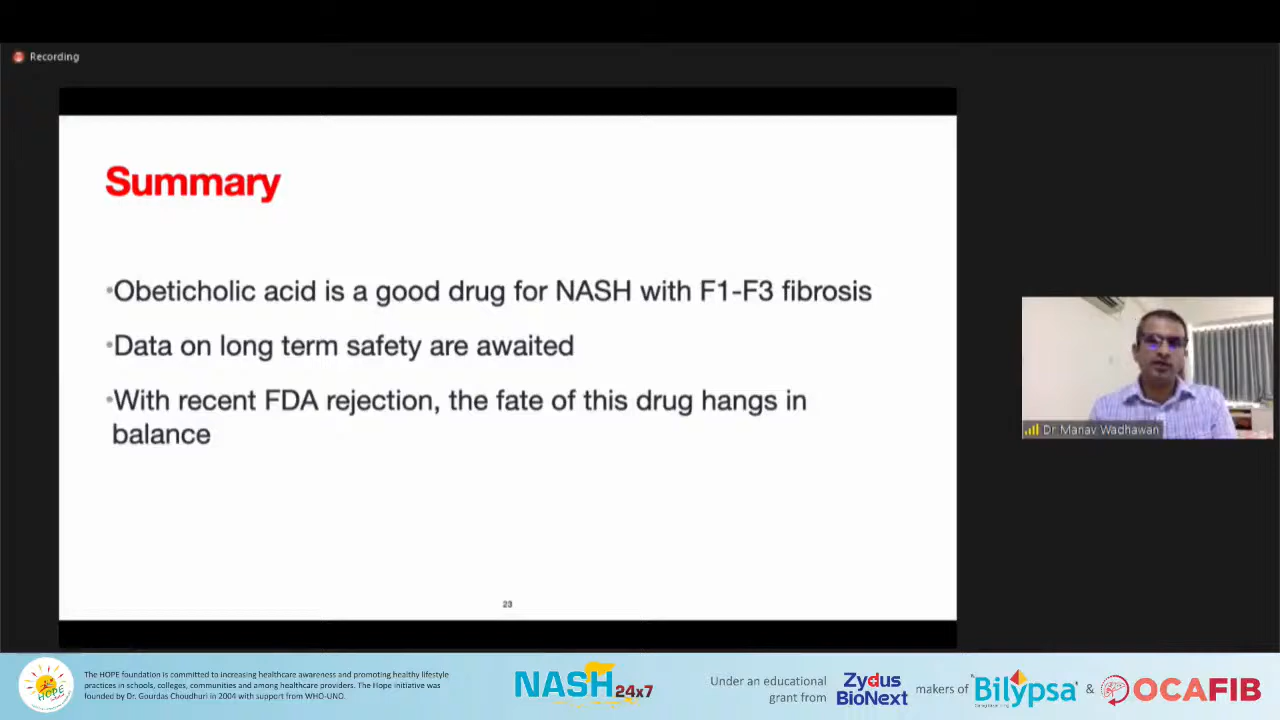 Recording
Summary
•Obeticholic acid is a good drug for NASH with F1-F3 fibrosis
•Data on long term safety are awaited
•With recent FDA rejection, the fate of this drug hangs in
balance
23
Dr Manav Wadhawan
HOPE
The HOPE foundation is committed to increasing healthcare awareness and promoting healthy lifestyle
practices in schools, colleges, communities and among healthcare providers. The Hope initiative was
founded by Dr. Gourdas Choudhuri in 2004 with support from WHO-UNO.
NASH 24x7
Under an educational
grant from
Zydus
BioNext
makers of
Bilypsa
&
OCAFIB